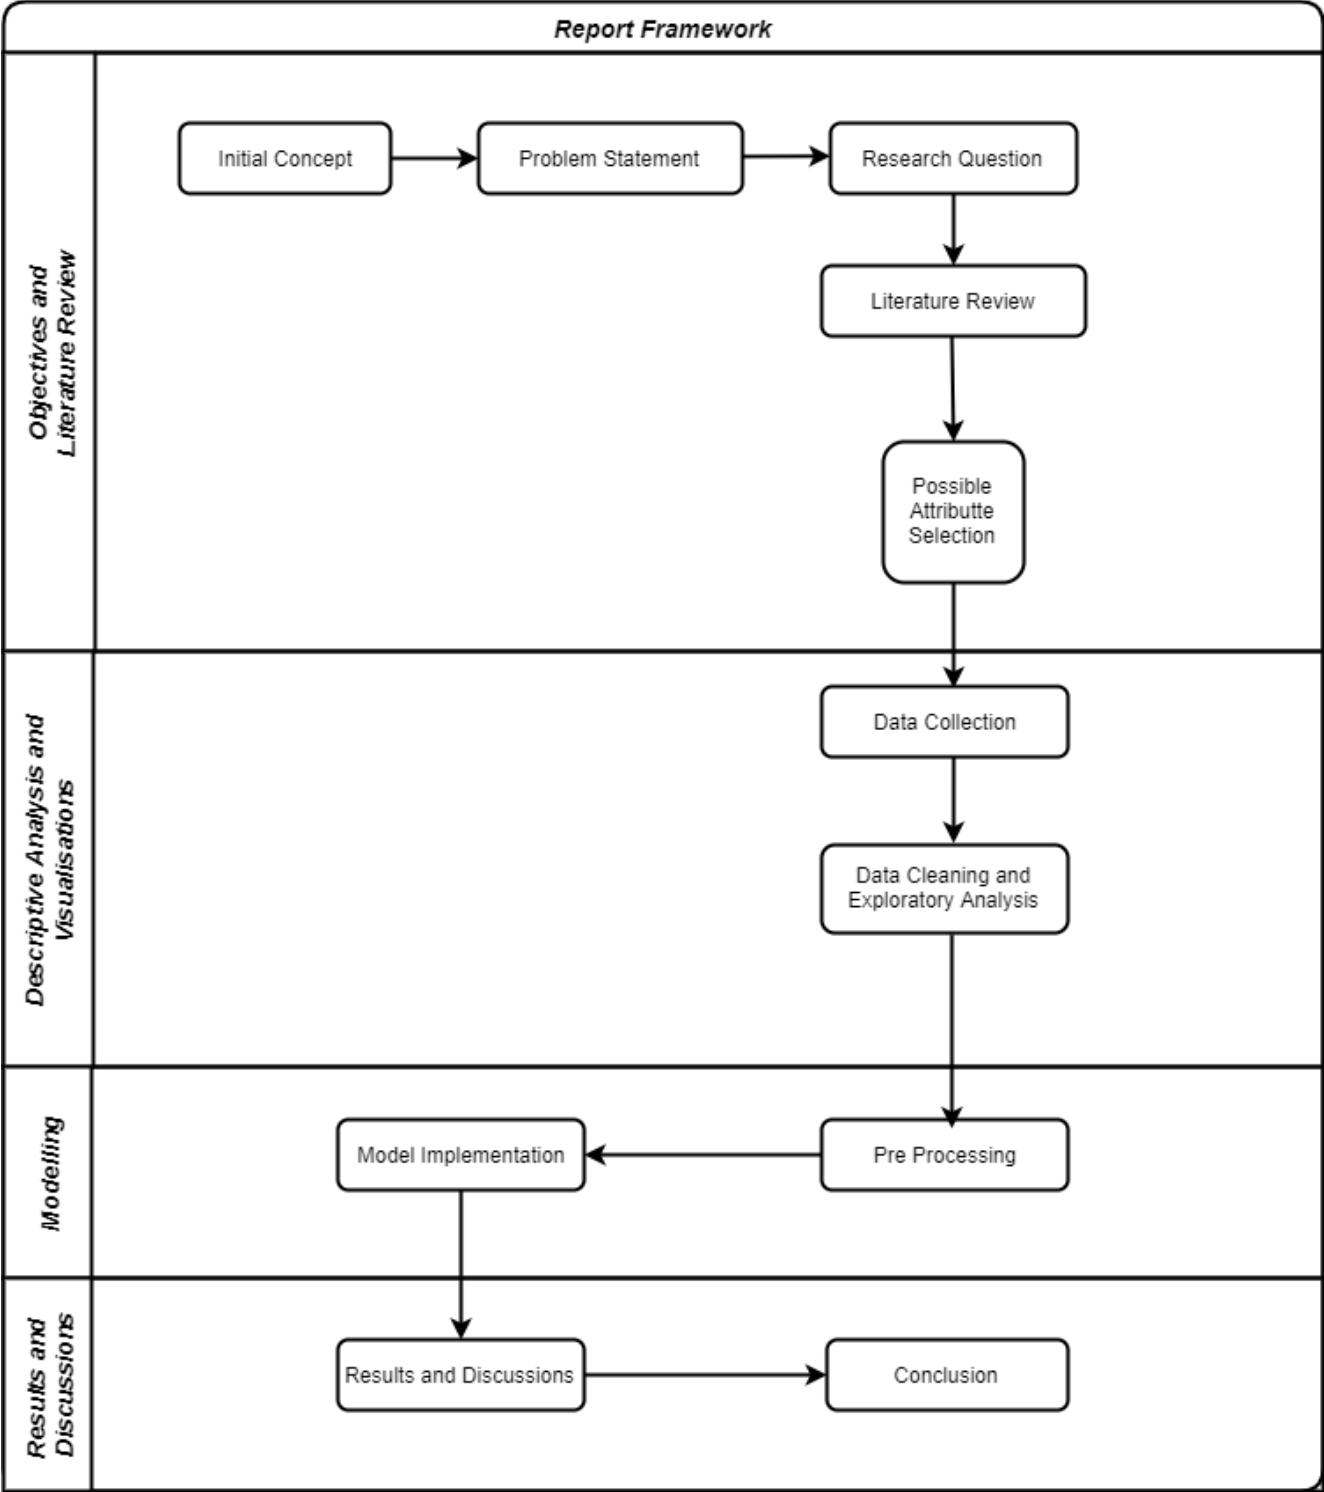 Report Framework
Objectives and
Literature Review
Initial Concept
Problem Statement
Research Question
Literature Review
Possible
Attributte
Selection
Descriptive Analysis and
Visualisations
Data Collection
Data Cleaning and
Exploratory Analysis
Modelling
Model Implementation
Pre Processing
Results and
Discussions
Results and Discussions
Conclusion